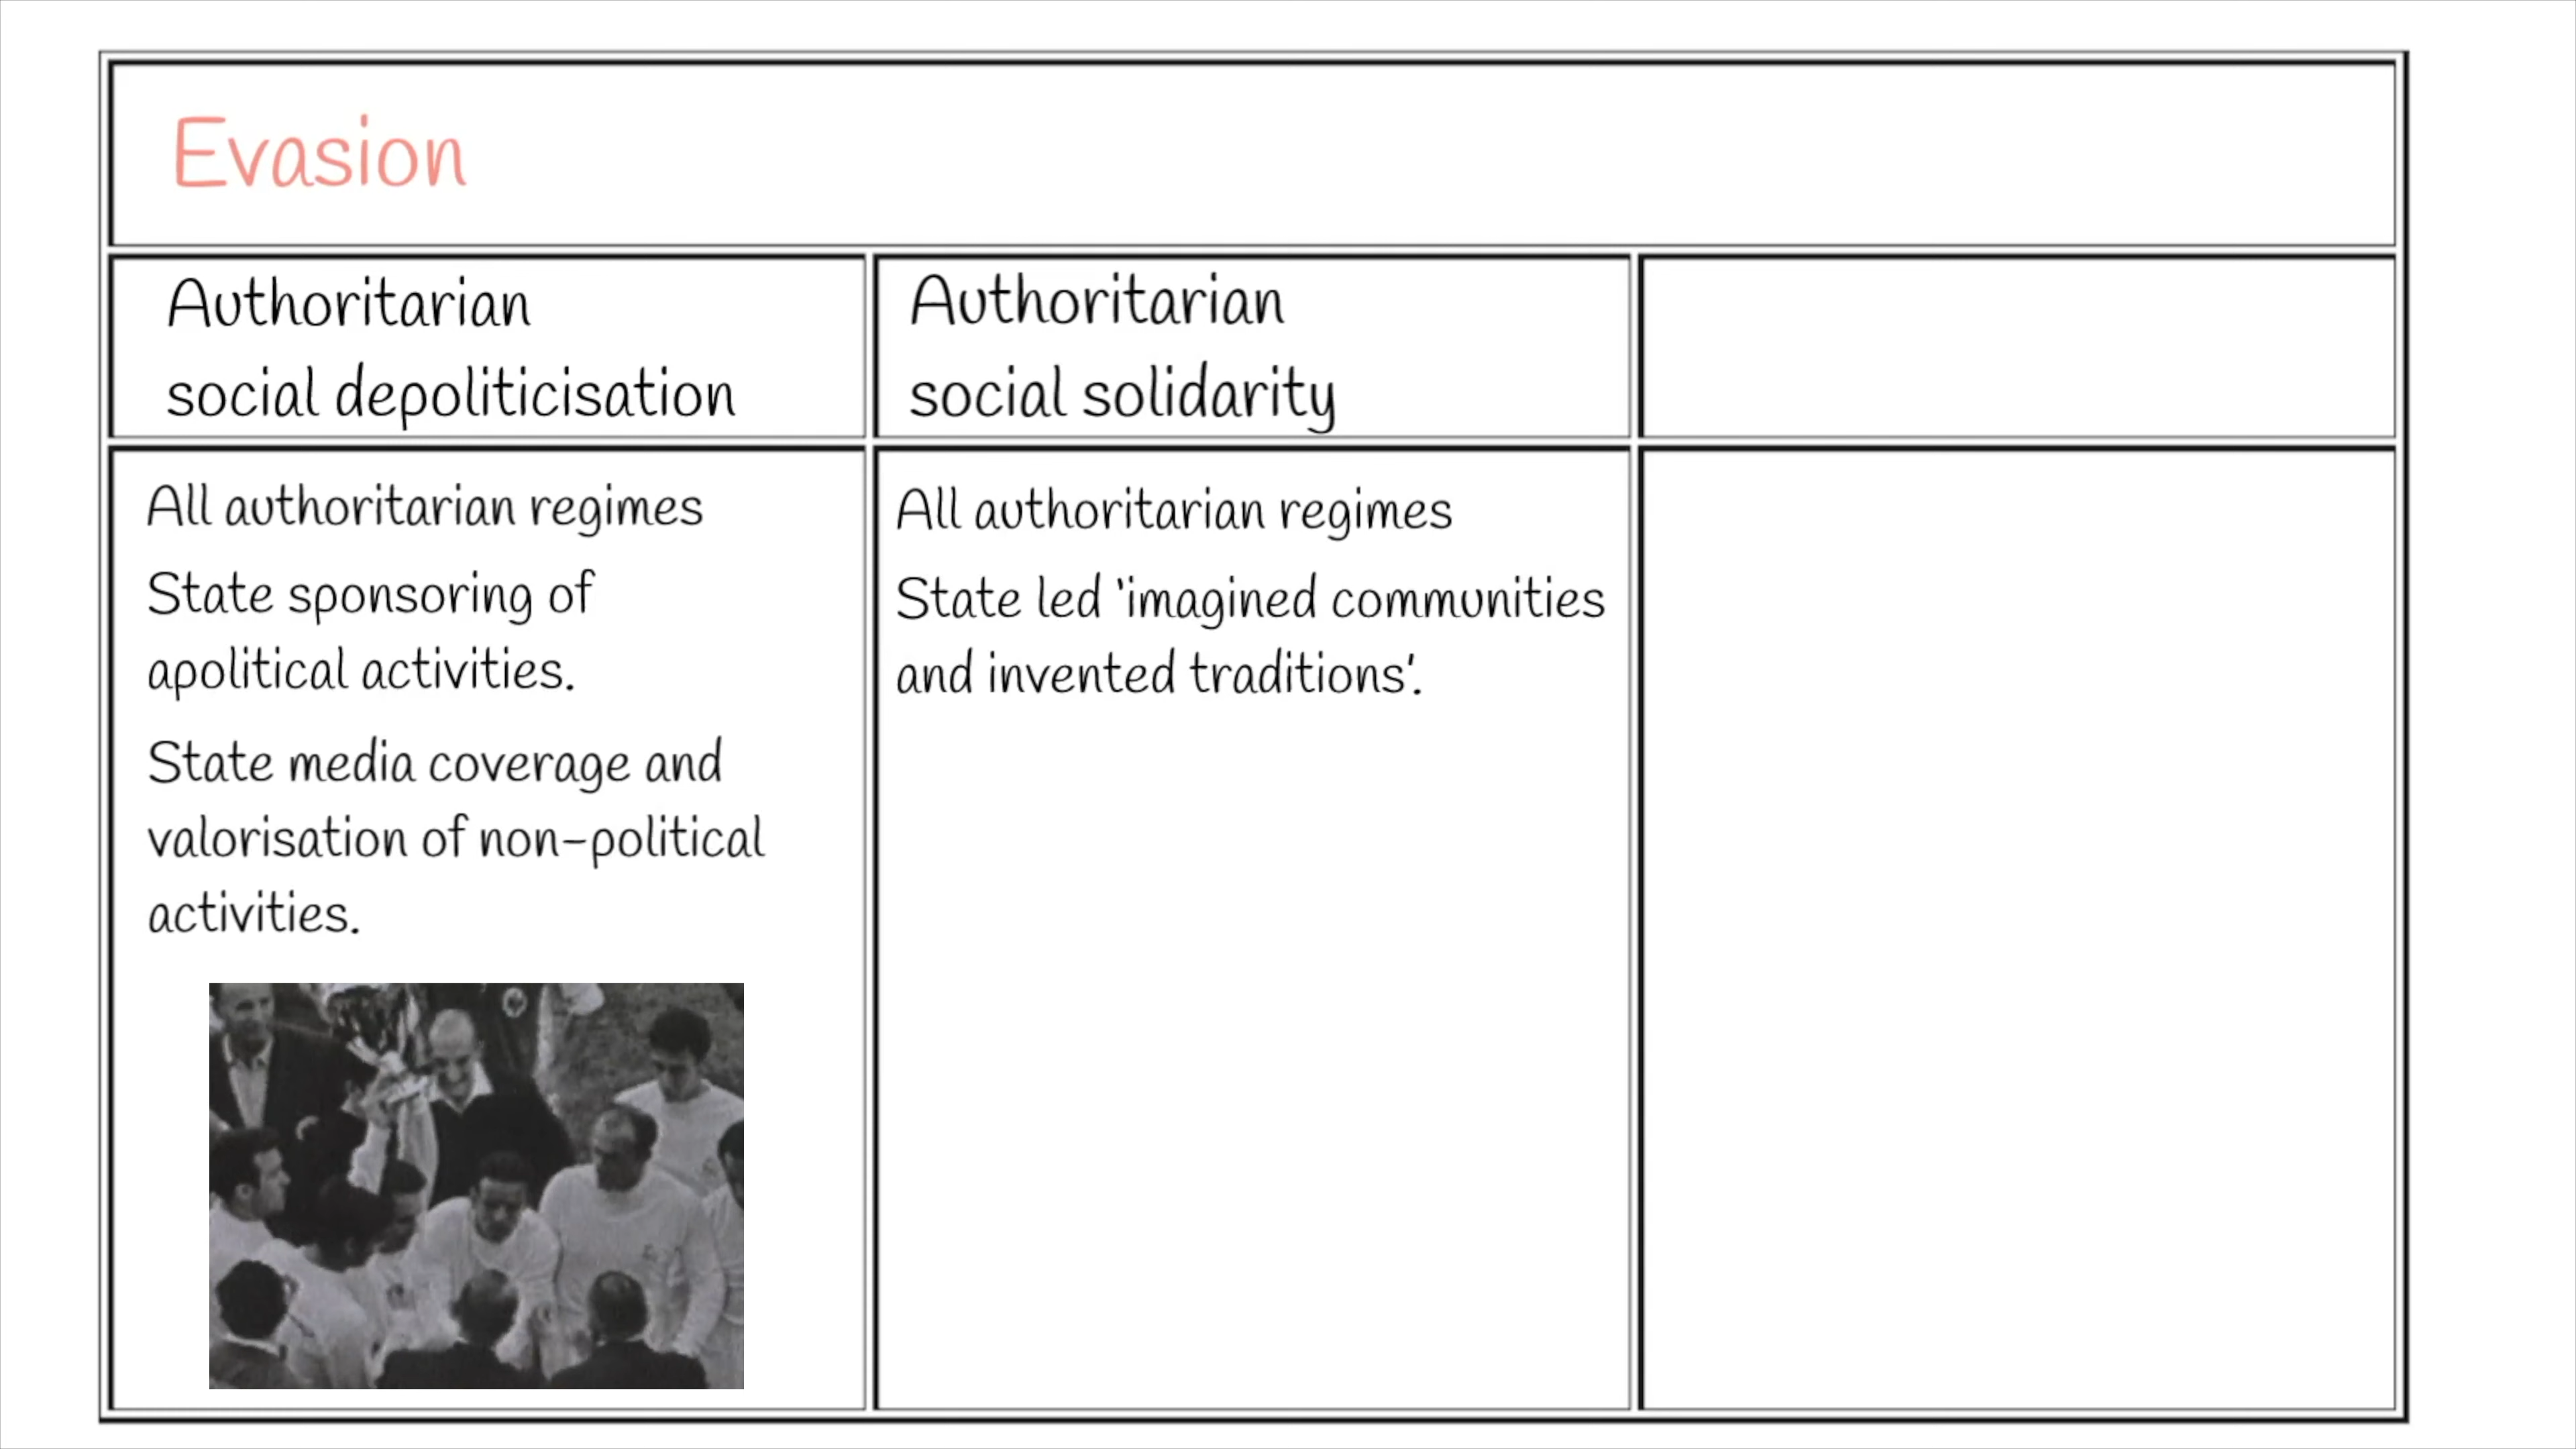 Evasion
Authoritarian
social depoliticisation
Authoritarian
social solidarity
All authoritarian regimes
State sponsoring of
apolitical activities.
State media coverage and
valorisation of non-political
activities.
All authoritarian regimes
State led 'imagined communities
and invented traditions'.